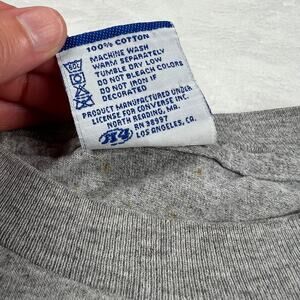 100% COTTON
MACHINE WASH
WARM SEPARATELY
TUMBLE DRY LOW
DO NOT BLEACH COLORS
DO NOT IRON IF
DECORATED
PRODUCT MANUFACTURED UNDER
LICENSE FOR CONVERSE INC.
NORTH READING, MA.
RN 38997
LOS ANGELES, CA.